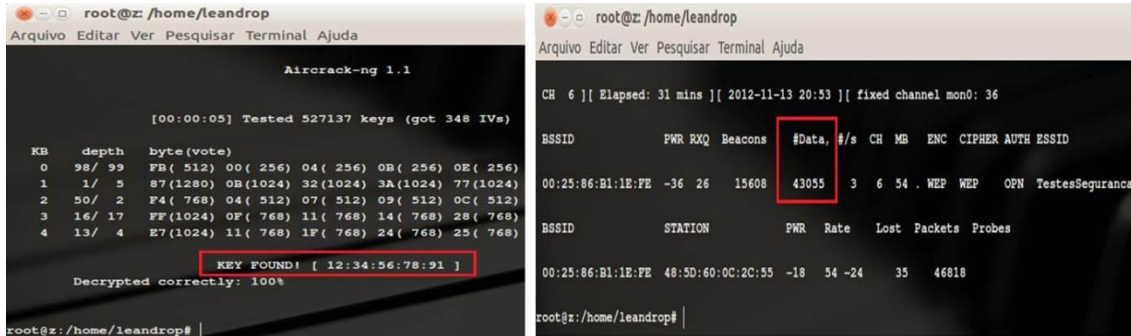 root@z: /home/leandrop
Arquivo Editar Ver Pesquisar Terminal Ajuda
Aircrack-ng 1.1
[00:00:05] Tested 527137 keys (got 348 IVs)
KB depth byte(vote)
0 98/ 99 FB( 512) 00( 256) 04( 256) 0B( 256) 0E( 256)
1 1/ 5 87(1280) 0B(1024) 32(1024) 3A(1024) 77(1024)
2 50/ 2 F4( 768) 04( 512) 07( 512) 09( 512) 0C( 512)
3 16/ 17 FF(1024) 0F( 768) 11( 768) 14( 768) 28( 768)
4 13/ 4 E7(1024) 11( 768) 1F( 768) 24( 768) 25( 768)
KEY FOUND! [ 12:34:56:78:91 ]
Decrypted correctly: 100%
root@z:/home/leandrop#
root@z: /home/leandrop
Arquivo Editar Ver Pesquisar Terminal Ajuda
CH 6 ][ Elapsed: 31 mins ][ 2012-11-13 20:53 ][ fixed channel mon0: 36
BSSID PWR RXQ Beacons #Data, #/s CH MB ENC CIPHER AUTH ESSID
00:25:86:B1:1E:FE -36 26 15608 43055 3 6 54 . WEP WEP OPN TestesSeguranca
BSSID STATION PWR Rate Lost Packets Probes
00:25:86:B1:1E:FE 48:5D:60:0C:2C:55 -18 54 -24 35 46818
root@z:/home/leandrop#